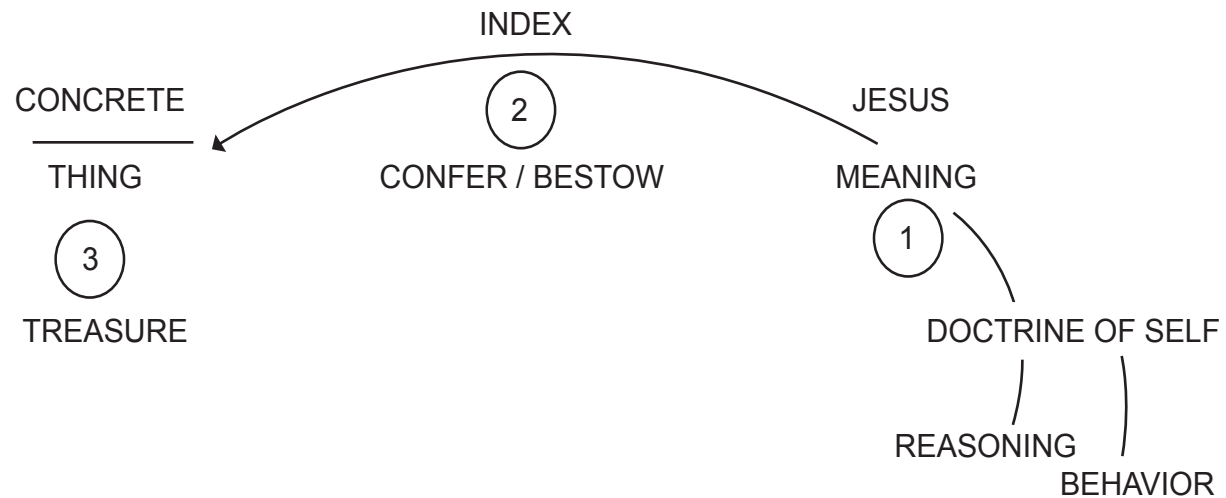 INDEX
CONCRETE
2
JESUS
THING
CONFER / BESTOW
MEANING
1
3
TREASURE
DOCTRINE OF SELF
REASONING
BEHAVIOR